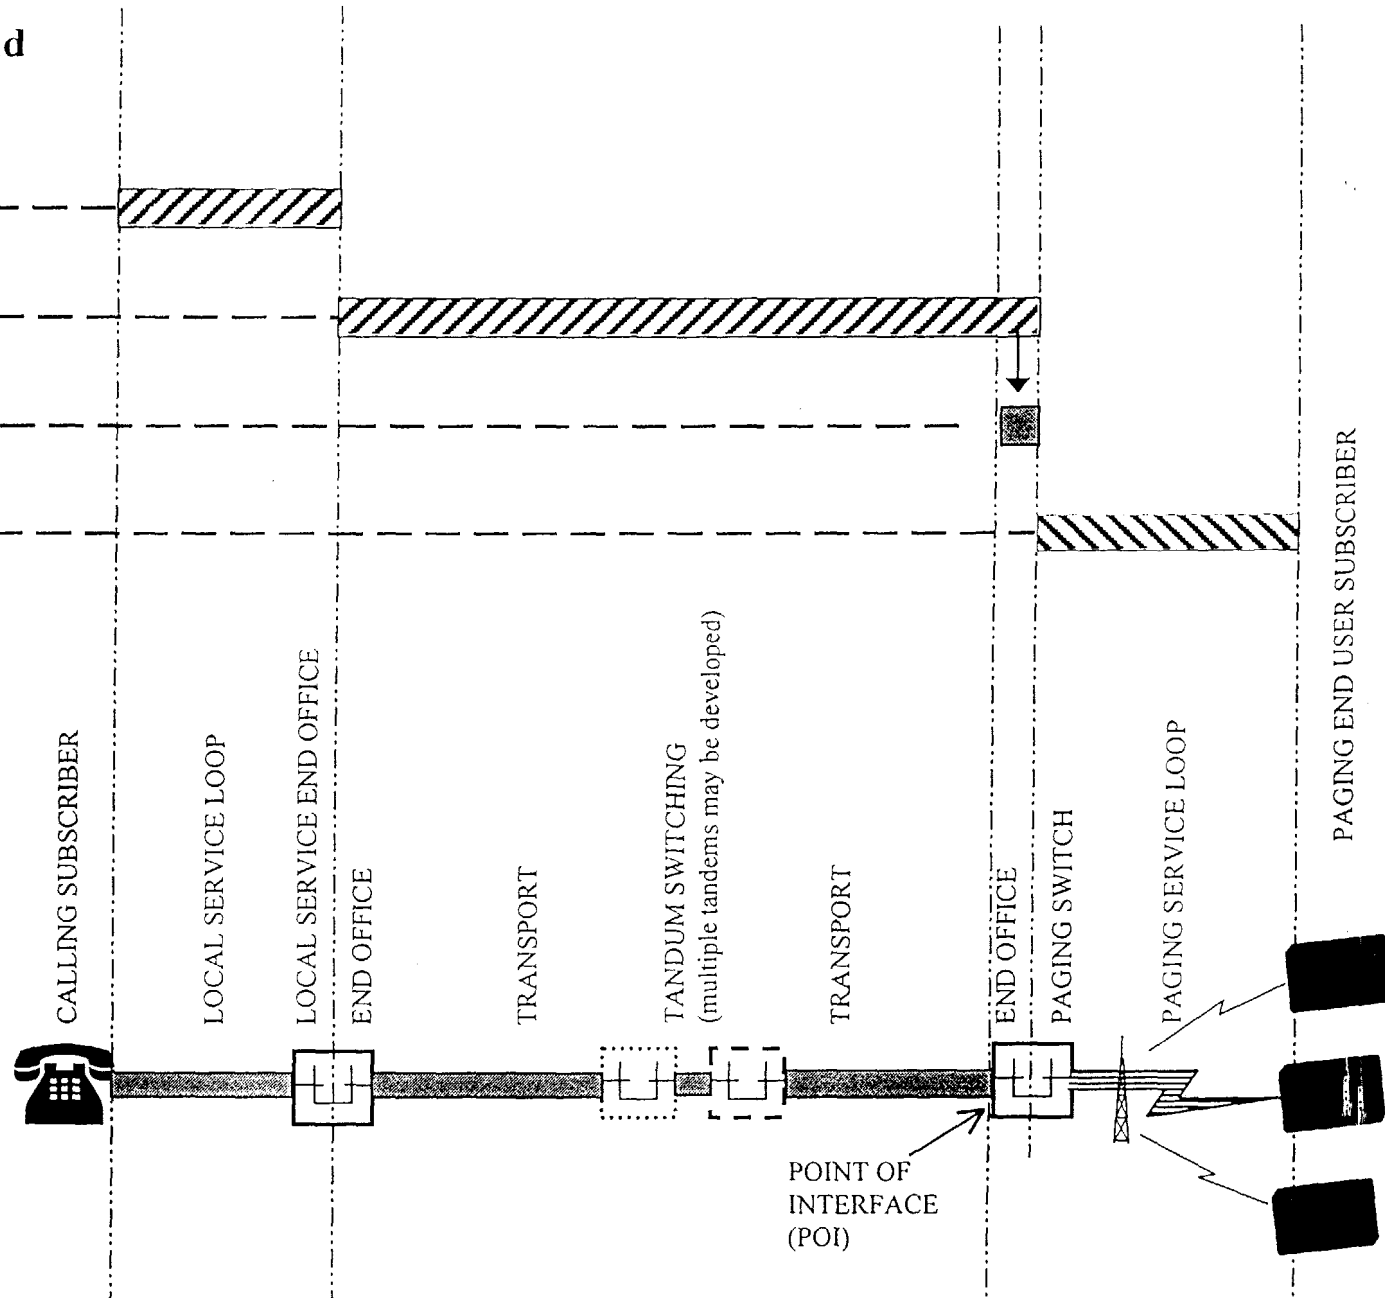 d
CALLING SUBSCRIBER
LOCAL SERVICE LOOP
LOCAL SERVICE END OFFICE
END OFFICE
TRANSPORT
TANDUM SWITCHING
(multiple tandems may be developed)
TRANSPORT
END OFFICE
PAGING SWITCH
PAGING SERVICE LOOP
PAGING END USER SUBSCRIBER
POINT OF
INTERFACE
(POI)